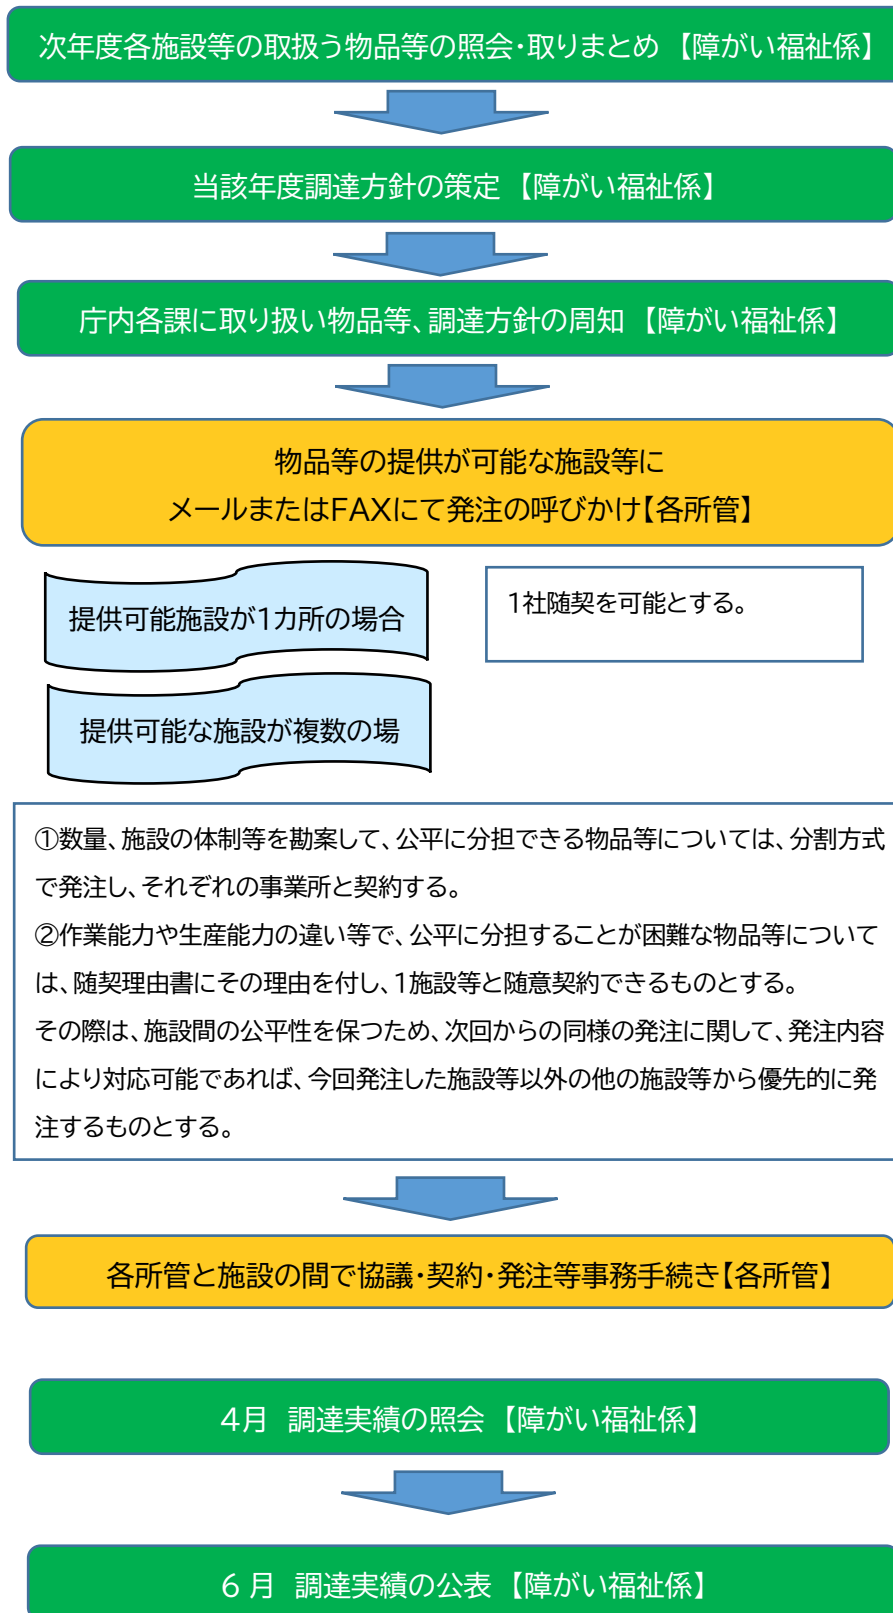 次年度各施設等の取扱う物品等の照会・取りまとめ 【障がい福祉係】
当該年度調達方針の策定 【障がい福祉係】
庁内各課に取り扱い物品等、調達方針の周知 【障がい福祉係】
物品等の提供が可能な施設等に
メールまたはFAXにて発注の呼びかけ【各所管】
提供可能施設が1カ所の場合
1社随契を可能とする。
提供可能な施設が複数の場
①数量、施設の体制等を勘案して、公平に分担できる物品等については、分割方式
で発注し、それぞれの事業所と契約する。
②作業能力や生産能力の違い等で、公平に分担することが困難な物品等について
は、随契理由書にその理由を付し、1施設等と随意契約できるものとする。
その際は、施設間の公平性を保つため、次回からの同様の発注に関して、発注内容
により対応可能であれば、今回発注した施設等以外の他の施設等から優先的に発
注するものとする。
各所管と施設の間で協議・契約・発注等事務手続き【各所管】
4月 調達実績の照会 【障がい福祉係】
6月 調達実績の公表 【障がい福祉係】